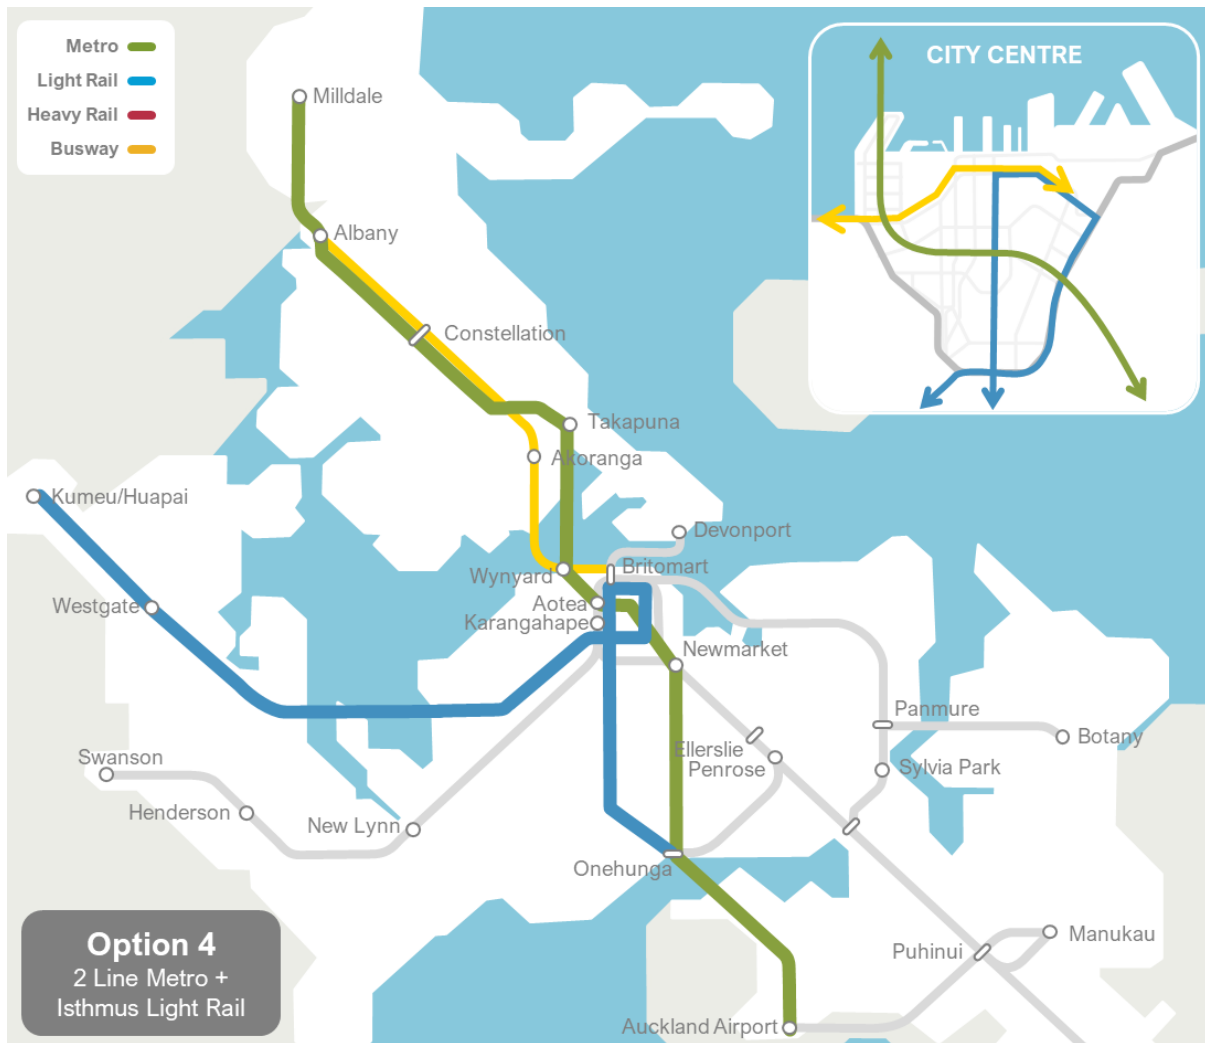 Metro
Light Rail
Heavy Rail
Busway
CITY CENTRE
Milldale
Albany
Constellation
Takapuna
Akoranga
Kumeu/Huapai
Devonport
Britomart
Wynyard
Aotea
Westgate
Karangahape
Newmarket
Panmure
Botany
Ellerslie
Swanson
Penrose
Sylvia Park
Henderson
New Lynn
Onehunga
Option 4
2 Line Metro +
Isthmus Light Rail
Manukau
Puhinui
Auckland Airport